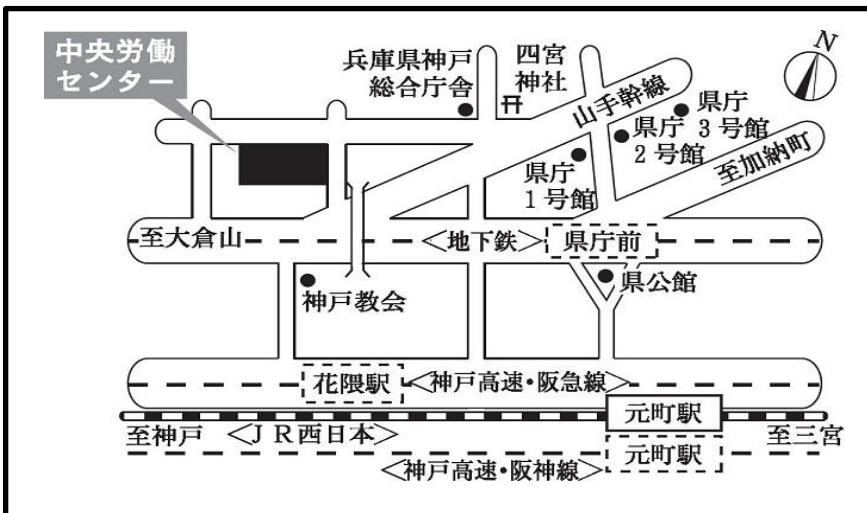 中央労働
センター
兵庫県神戸
総合庁舎
四宮
神社
N
山手幹線
県庁
3号館
県庁
2号館
県庁
1号館
至加納町
至大倉山
<地下鉄>
県庁前
神戸教会
県公館
花隈駅
<神戸高速・阪急線>
元町駅
至神戸
<JR西日本>
至三宮
元町駅
<神戸高速・阪神線>